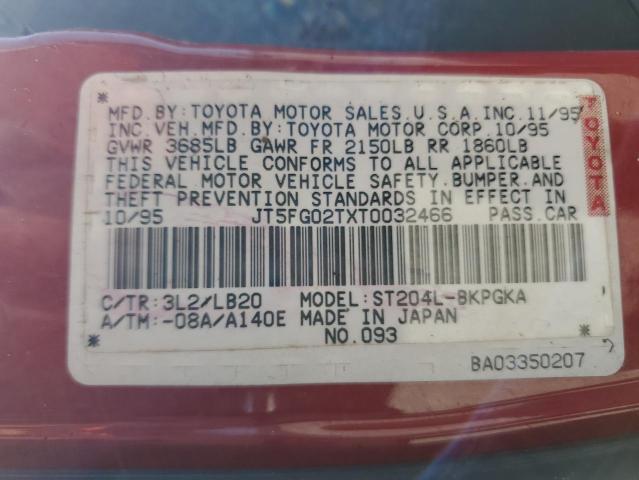 MFD.BY:TOYOTA MOTOR SALES,U.S.A.INC.11/95
INC.VEH.MFD.BY:TOYOTA MOTOR CORP.10/95
GVWR 3685LB GAWR FR 2150LB RR 1860LB
THIS VEHICLE CONFORMS TO ALL APPLICABLE
FEDERAL MOTOR VEHICLE SAFETY,BUMPER,AND
THEFT PREVENTION STANDARDS IN EFFECT IN
10/95 JT5FG02TXT0032466 PASS.CAR
C/TR:3L2/LB20 MODEL:ST204L-BKPGKA
A/TM:-08A/A140E MADE IN JAPAN
NO.093
BA03350207
TOYOTA